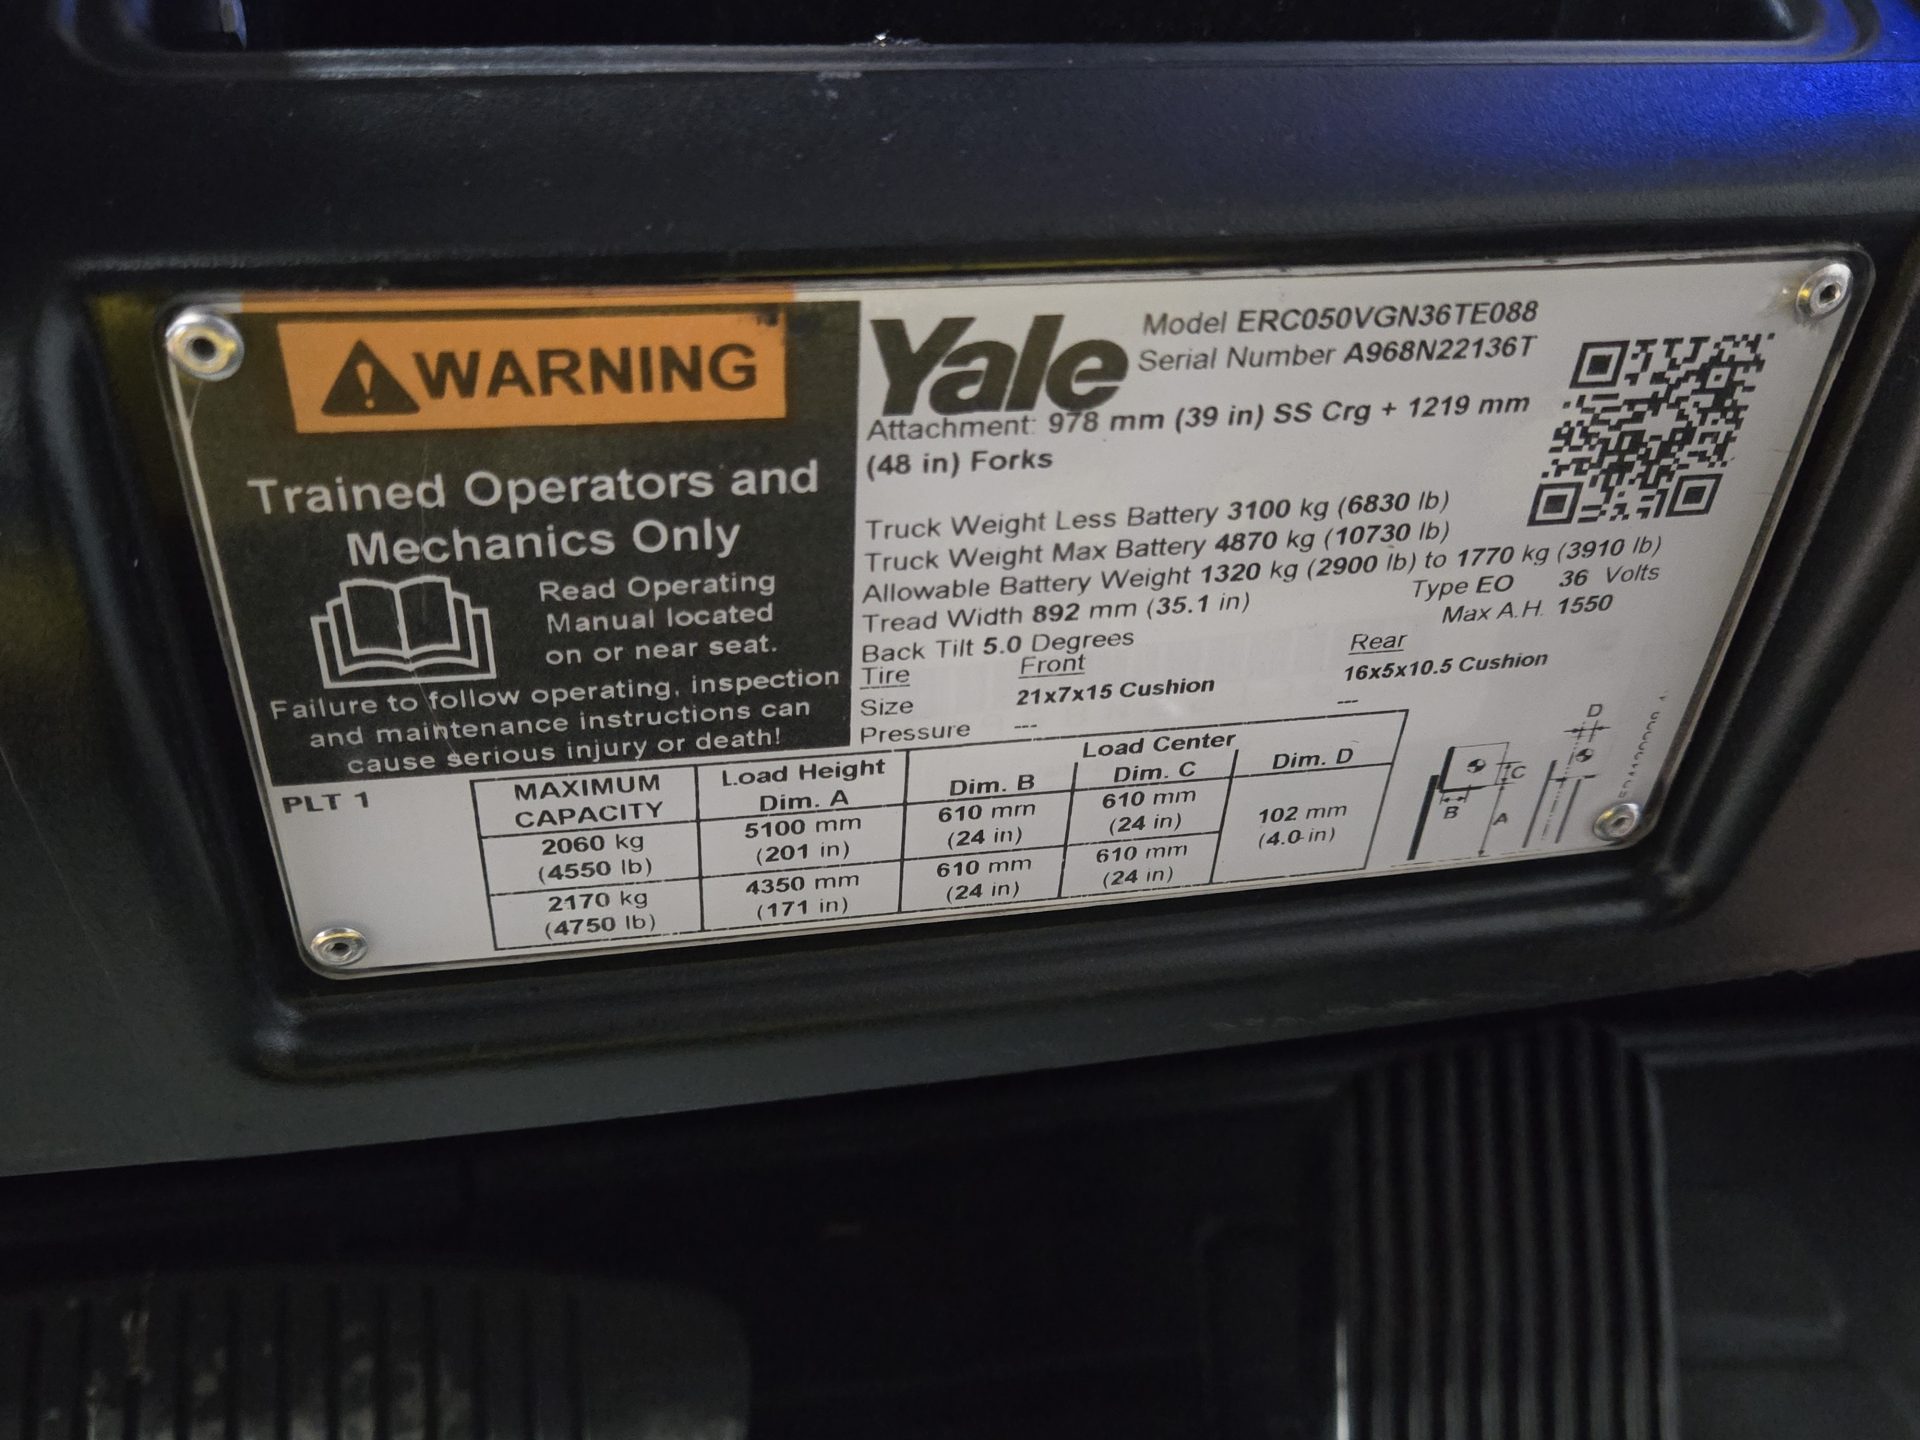 WARNING
Trained Operators and
Mechanics Only
Read Operating
Manual located
on or near seat.
Failure to follow operating, inspection
and maintenance instructions can
cause serious injury or death!
Yale
Model ERC050VGN36TE088
Serial Number A968N22136T
Attachment: 978 mm (39 in) SS Crg + 1219 mm
(48 in) Forks
Truck Weight Less Battery 3100 kg (6830 lb)
Truck Weight Max Battery 4870 kg (10730 lb)
Allowable Battery Weight 1320 kg (2900 lb) to 1770 kg (3910 lb)
Tread Width 892 mm (35.1 in) Type EO 36 Volts
Back Tilt 5.0 Degrees Max A.H. 1550
Tire Front Rear
Size 21x7x15 Cushion 16x5x10.5 Cushion
Pressure --- ---
PLT 1
MAXIMUM CAPACITY Load Height Dim. A Load Center Dim. B Dim. C Dim. D
2060 kg (4550 lb) 5100 mm (201 in) 610 mm (24 in) 610 mm (24 in) 102 mm (4.0 in)
2170 kg (4750 lb) 4350 mm (171 in) 610 mm (24 in) 610 mm (24 in)
D
C
B
A